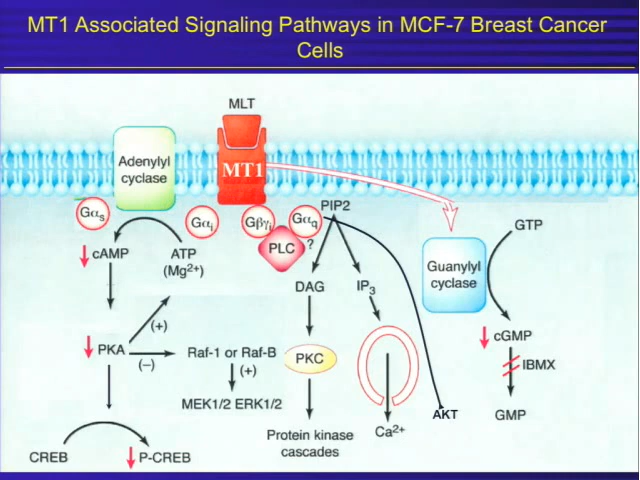 MT1 Associated Signaling Pathways in MCF-7 Breast Cancer
Cells
MLT
Adenylyl
cyclase
MT1
Gαs
Gαi
Gβγi
Gαq
PIP2
PLC
?
GTP
cAMP
ATP
(Mg2+)
DAG
IP3
Guanylyl
cyclase
(+)
cGMP
PKA
(–)
Raf-1 or Raf-B
(+)
PKC
IBMX
MEK1/2 ERK1/2
AKT
GMP
Protein kinase
cascades
Ca2+
CREB
P-CREB